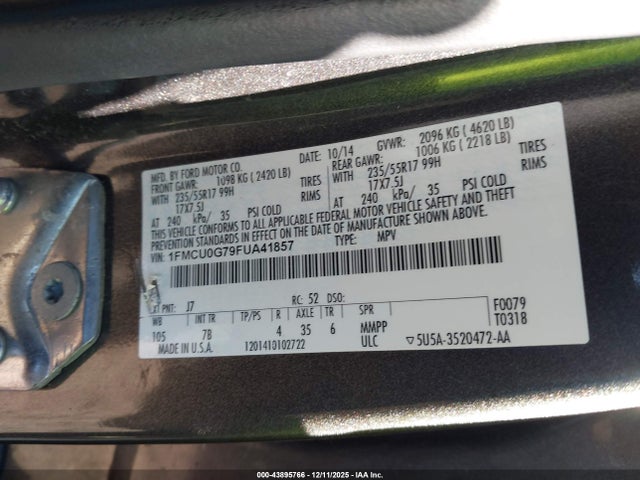 MFD. BY FORD MOTOR CO. DATE: 10/14 GVWR: 2096 KG ( 4620 LB)
FRONT GAWR: 1098 KG ( 2420 LB) REAR GAWR: 1006 KG ( 2218 LB)
WITH 235/55R17 99H TIRES WITH 235/55R17 99H TIRES
17X7.5J RIMS 17X7.5J RIMS
AT 240 kPa/ 35 PSI COLD AT 240 kPa/ 35 PSI COLD
THIS VEHICLE CONFORMS TO ALL APPLICABLE FEDERAL MOTOR VEHICLE SAFETY AND THEFT
PREVENTION STANDARDS IN EFFECT ON THE DATE OF MANUFACTURE SHOWN ABOVE.
VIN: 1FMCU0G79FUA41857 TYPE: MPV
EXT PNT: J7 RC: 52 DSO:
WB INT TR TP/PS R AXLE TR SPR F0079
105 7B 4 35 6 MMPP T0318
MADE IN U.S.A. 1201410102722 ULC ▽5U5A-3520472-AA
000-43895766 - 12/11/2025 - IAA Inc.